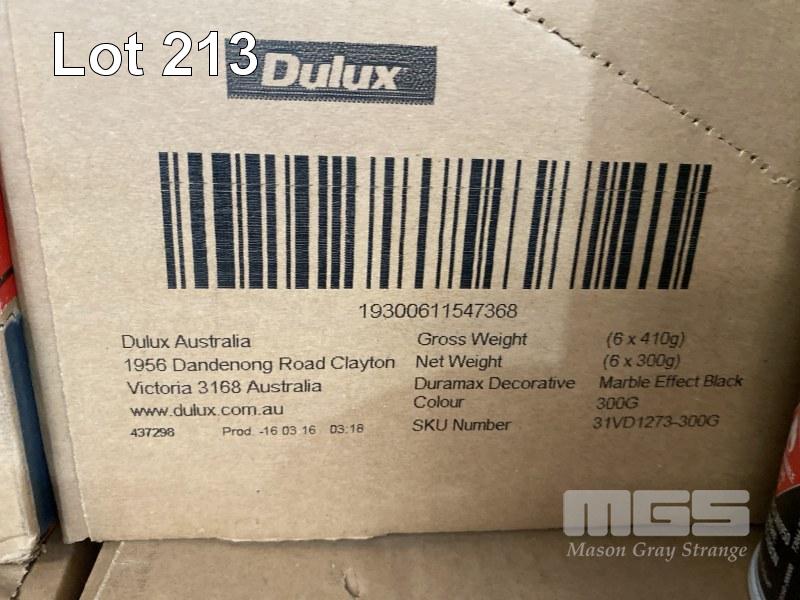 Lot 213
Dulux
19300611547368
Dulux Australia
1956 Dandenong Road Clayton
Victoria 3168 Australia
www.dulux.com.au
437298 Prod. -16 03 16 03:18
Gross Weight (6 x 410g)
Net Weight (6 x 300g)
Duramax Decorative Marble Effect Black
Colour 300G
SKU Number 31VD1273-300G
MGS
Mason Gray Strange